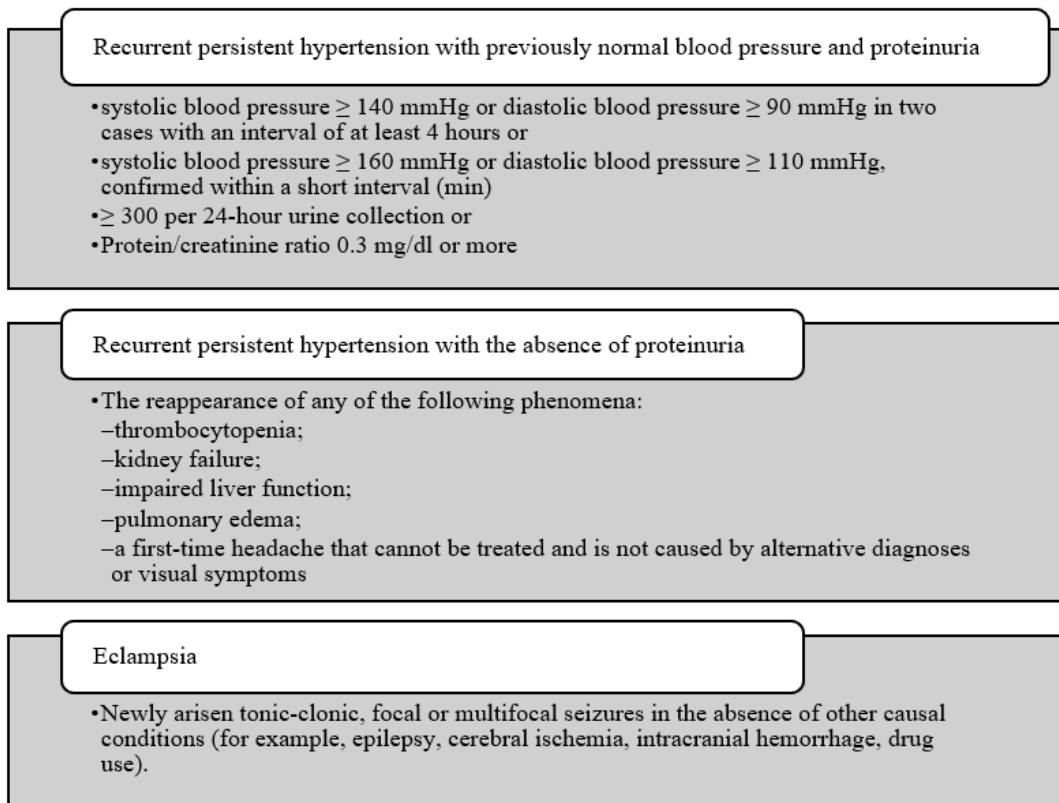 Recurrent persistent hypertension with previously normal blood pressure and proteinuria
•systolic blood pressure ≥ 140 mmHg or diastolic blood pressure ≥ 90 mmHg in two
cases with an interval of at least 4 hours or
•systolic blood pressure ≥ 160 mmHg or diastolic blood pressure ≥ 110 mmHg,
confirmed within a short interval (min)
•≥ 300 per 24-hour urine collection or
•Protein/creatinine ratio 0.3 mg/dl or more
Recurrent persistent hypertension with the absence of proteinuria
•The reappearance of any of the following phenomena:
–thrombocytopenia;
–kidney failure;
–impaired liver function;
–pulmonary edema;
–a first-time headache that cannot be treated and is not caused by alternative diagnoses
or visual symptoms
Eclampsia
•Newly arisen tonic-clonic, focal or multifocal seizures in the absence of other causal
conditions (for example, epilepsy, cerebral ischemia, intracranial hemorrhage, drug
use).